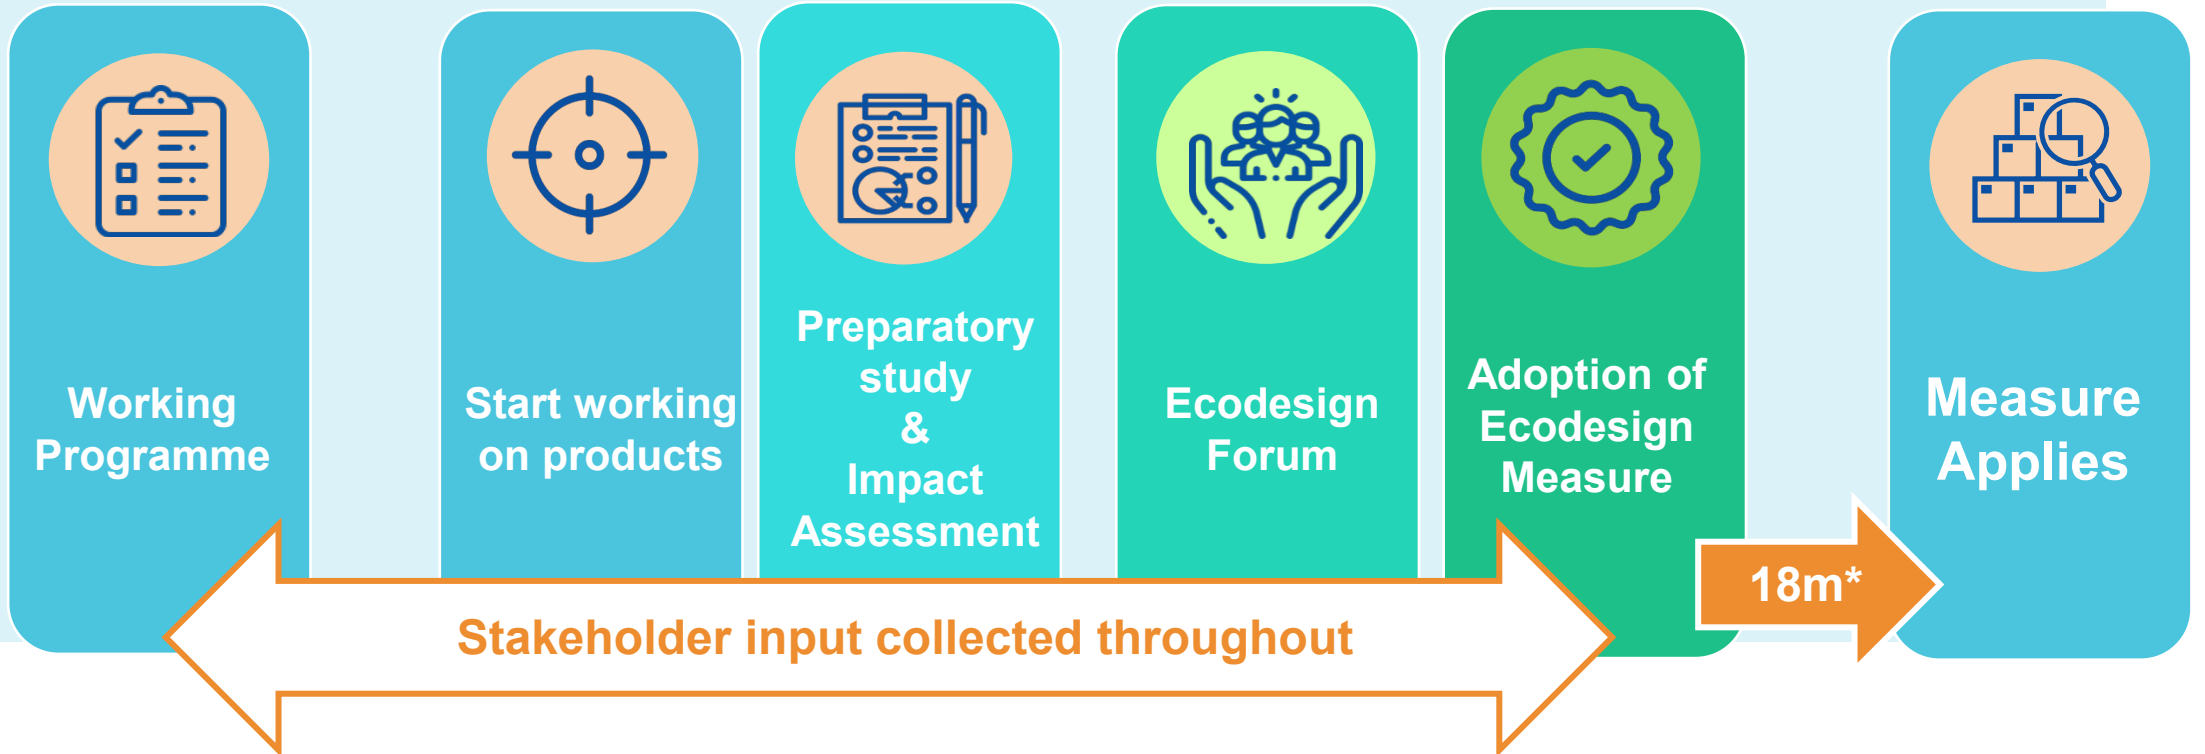 Working
Programme
Start working
on products
Preparatory
study
&
Impact
Assessment
Ecodesign
Forum
Adoption of
Ecodesign
Measure
Measure
Applies
18m*
Stakeholder input collected throughout